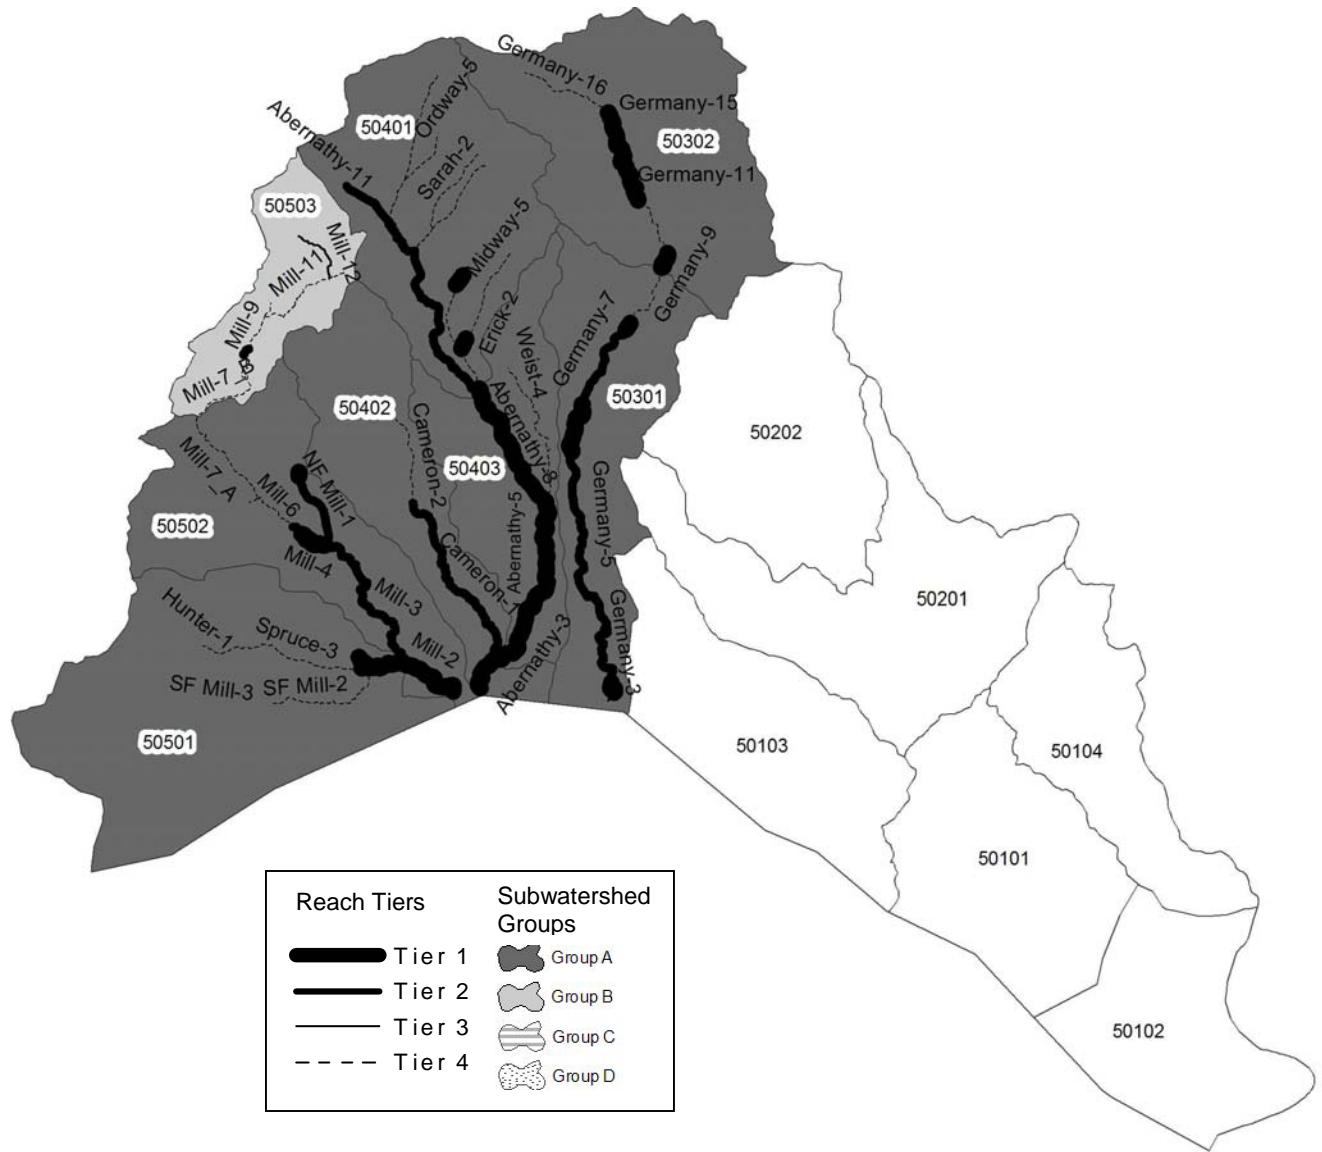 Germany-16
Ordway-5
Germany-15
Abernathy-11
50401
50302
Sarah-2
Germany-11
50503
Midway-5
Mill-12
Mill-11
Germany-9
Erick-2
Germany-7
Mill-9
Weist-4
Mill-7_B
50301
50402
Abernathy-8
Cameron-2
50202
Mill-7_A
NF Mill-1
50403
Mill-6
Abernathy-5
Germany-5
50502
Mill-4
Cameron-1
Mill-3
50201
Hunter-1
Spruce-3
Mill-2
Abernathy-3
Germany-3
SF Mill-3
SF Mill-2
50501
50103
50104
50101
50102
Reach Tiers
Tier 1
Tier 2
Tier 3
Tier 4
Subwatershed
Groups
Group A
Group B
Group C
Group D